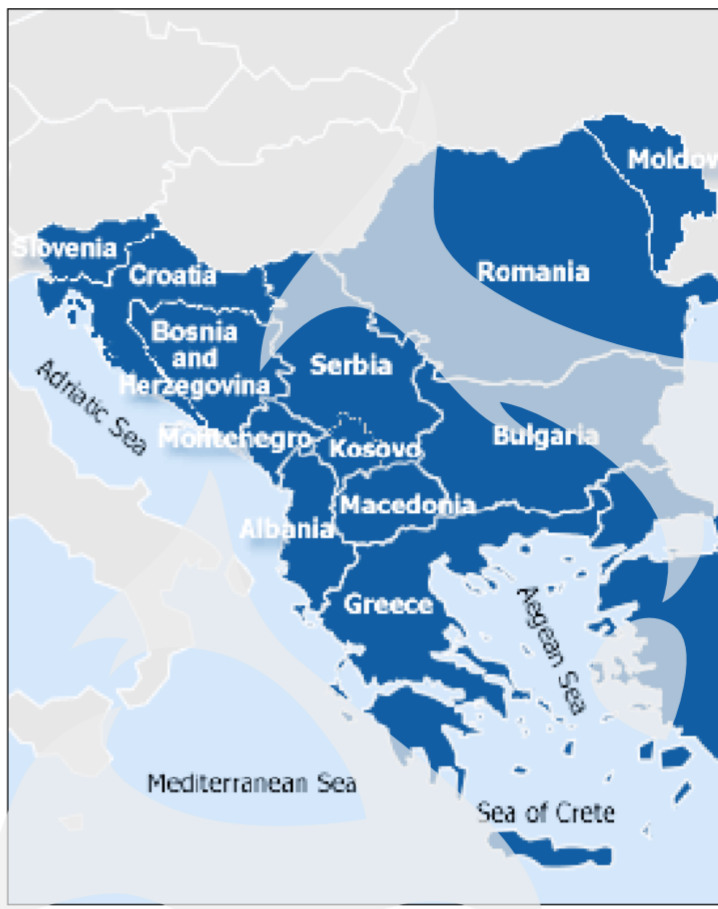 Moldov
Slovenia
Croatia
Romania
Bosnia
and
Herzegovina
Serbia
Adriatic Sea
Montenegro
Kosovo
Bulgaria
Macedonia
Albania
Greece
Aegean Sea
Mediterranean Sea
Sea of Crete